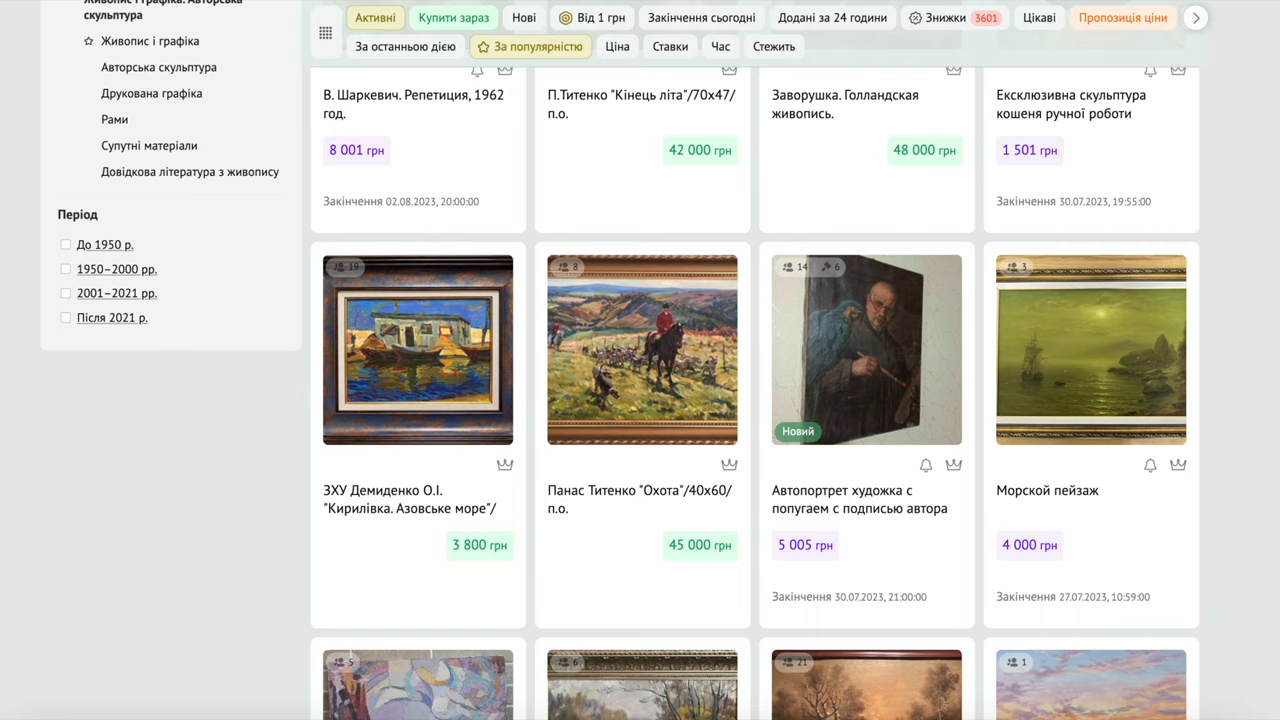 Живопис і графіка. Авторська
скульптура
Живопис і графіка
Авторська скульптура
Друкована графіка
Рами
Супутні матеріали
Довідкова література з живопису
Період
До 1950 р.
1950–2000 рр.
2001–2021 рр.
Після 2021 р.
Активні
Купити зараз
Нові
Від 1 грн
Закінчення сьогодні
Додані за 24 години
Знижки 3601
Цікаві
Пропозиція ціни
За останньою дією
За популярністю
Ціна
Ставки
Час
Стежить
В. Шаркевич. Репетиция, 1962
год.
8 001 грн
Закінчення 02.08.2023, 20:00:00
П.Титенко "Кінець літа"/70х47/
п.о.
42 000 грн
Заворушка. Голландская
живопись.
48 000 грн
Ексклюзивна скульптура
кошеня ручної роботи
1 501 грн
Закінчення 30.07.2023, 19:55:00
19
ЗХУ Демиденко О.І.
"Кирилівка. Азовське море"/
3 800 грн
8
Панас Титенко "Охота"/40х60/
п.о.
45 000 грн
14 6
Новий
Автопортрет художка с
попугаем с подписью автора
5 005 грн
Закінчення 30.07.2023, 21:00:00
3
Морской пейзаж
4 000 грн
Закінчення 27.07.2023, 10:59:00
5
6
21
1